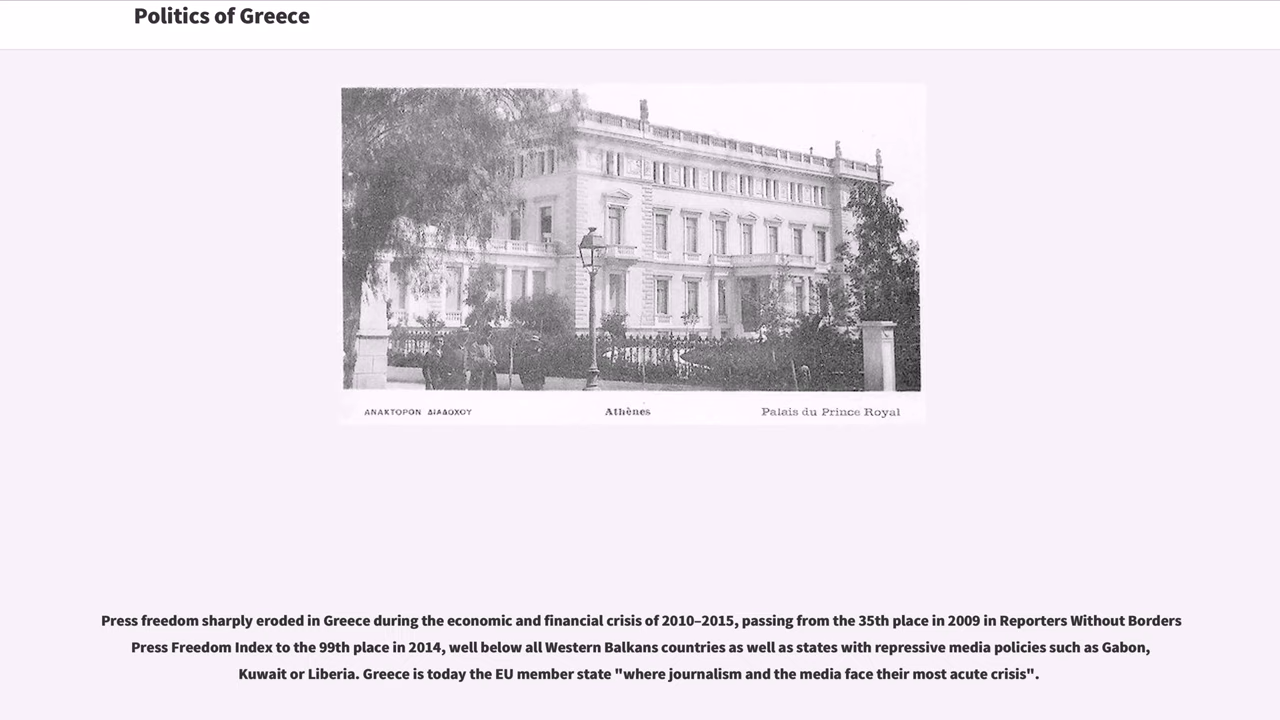 Politics of Greece
ΑΝΑΚΤΟΡΟΝ ΔΙΑΔΟΧΟΥ
Athènes
Palais du Prince Royal
Press freedom sharply eroded in Greece during the economic and financial crisis of 2010–2015, passing from the 35th place in 2009 in Reporters Without Borders
Press Freedom Index to the 99th place in 2014, well below all Western Balkans countries as well as states with repressive media policies such as Gabon,
Kuwait or Liberia. Greece is today the EU member state "where journalism and the media face their most acute crisis".